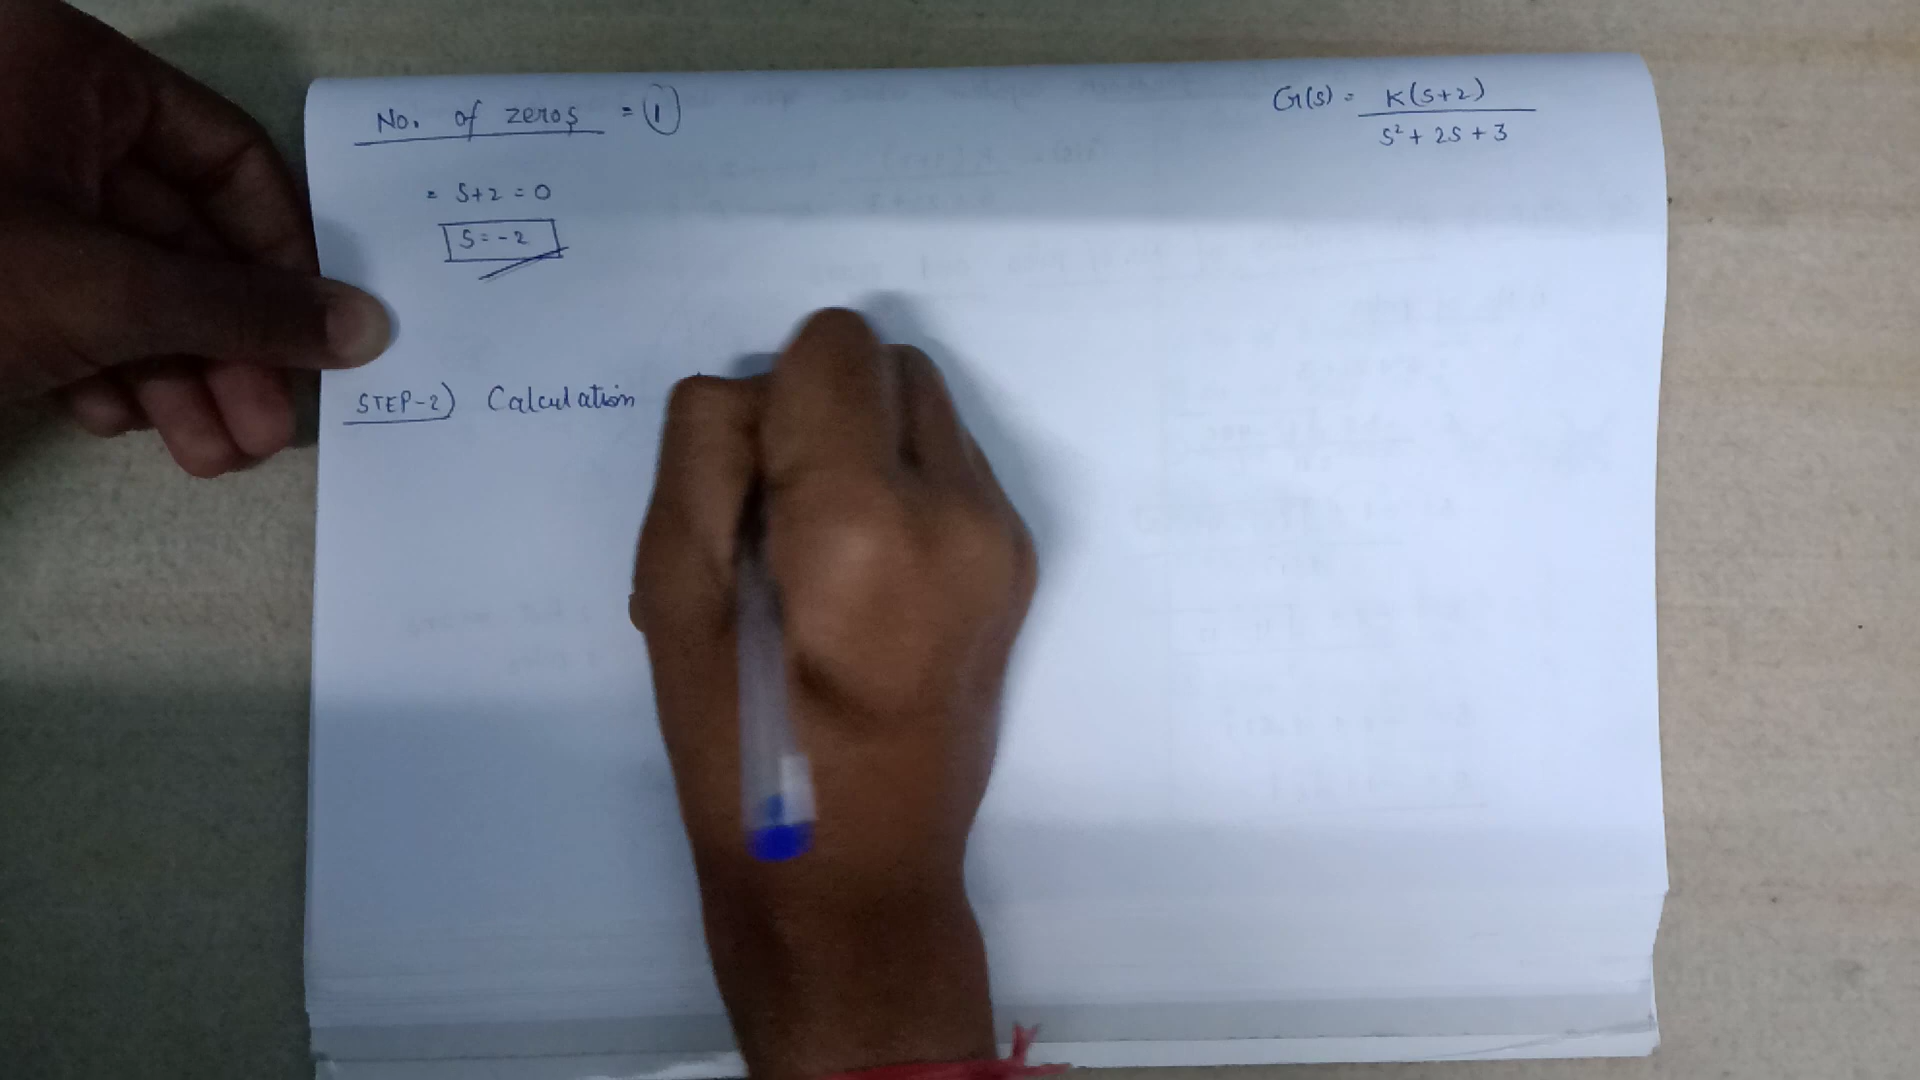 No. of zeros = 1
G(s) = K(s+2)
s² + 2s + 3
= s+2 = 0
s = -2
STEP-2) Calculation